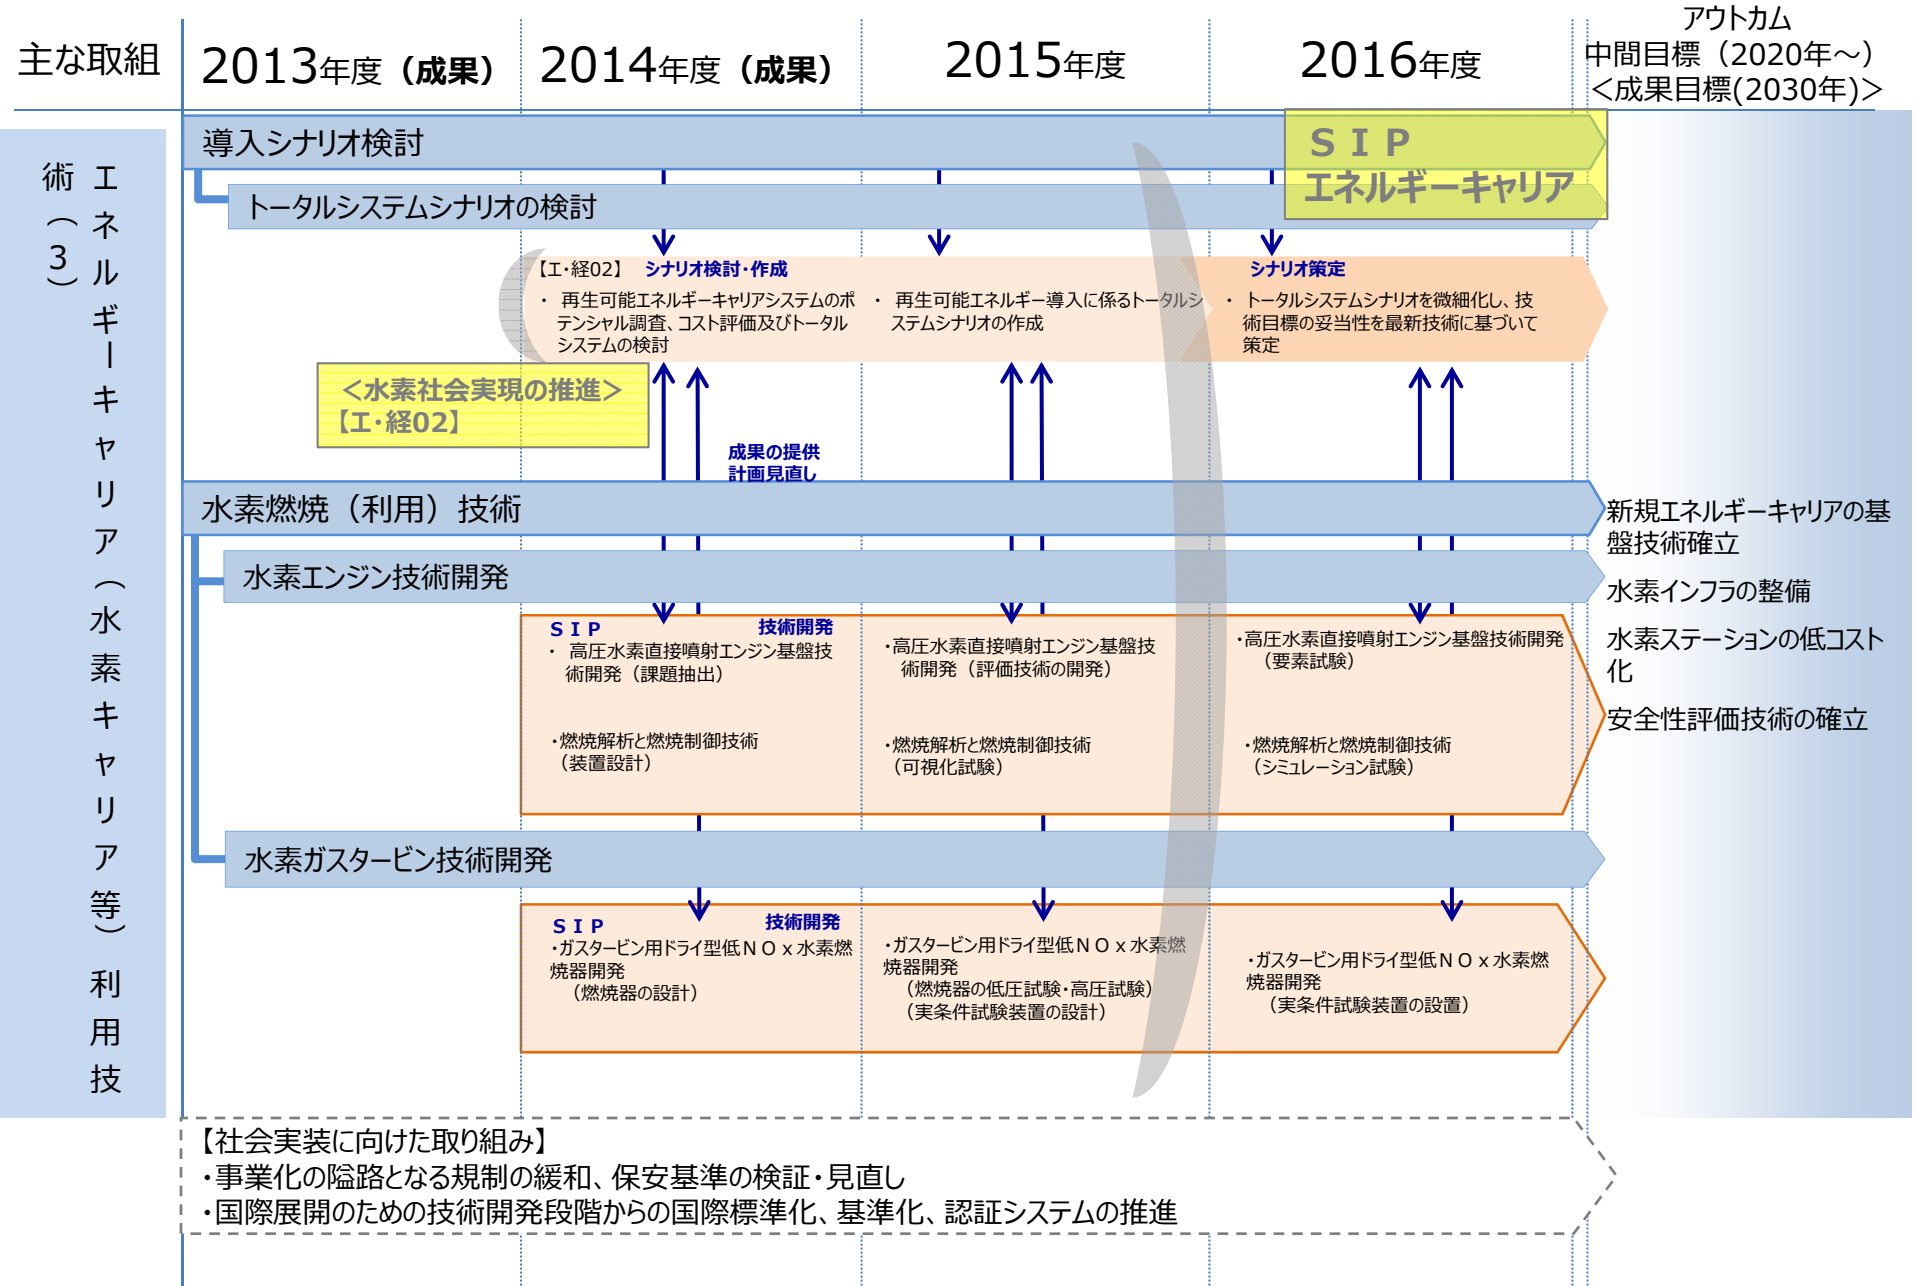 主な取組
2013年度（成果）
2014年度（成果）
2015年度
2016年度
アウトカム
中間目標（2020年～）
＜成果目標(2030年)＞
エネルギーキャリア（水素キャリア等）利用技
術（3）
導入シナリオ検討
ＳＩＰ
エネルギーキャリア
トータルシステムシナリオの検討
【エ・経02】 シナリオ検討・作成
・ 再生可能エネルギーキャリアシステムのポ
テンシャル調査、コスト評価及びトータル
システムの検討
・ 再生可能エネルギー導入に係るトータルシ
ステムシナリオの作成
シナリオ策定
・ トータルシステムシナリオを微細化し、技
術目標の妥当性を最新技術に基づいて
策定
＜水素社会実現の推進＞
【エ・経02】
成果の提供
計画見直し
水素燃焼（利用）技術
水素エンジン技術開発
ＳＩＰ 技術開発
・ 高圧水素直接噴射エンジン基盤技
術開発（課題抽出）
・燃焼解析と燃焼制御技術
（装置設計）
・高圧水素直接噴射エンジン基盤技
術開発（評価技術の開発）
・燃焼解析と燃焼制御技術
（可視化試験）
・高圧水素直接噴射エンジン基盤技術開発
（要素試験）
・燃焼解析と燃焼制御技術
（シミュレーション試験）
水素ガスタービン技術開発
ＳＩＰ 技術開発
・ガスタービン用ドライ型低ＮＯｘ水素燃
焼器開発
（燃焼器の設計）
・ガスタービン用ドライ型低ＮＯｘ水素燃
焼器開発
（燃焼器の低圧試験・高圧試験）
（実条件試験装置の設計）
・ガスタービン用ドライ型低ＮＯｘ水素燃
焼器開発
（実条件試験装置の設置）
新規エネルギーキャリアの基
盤技術確立
水素インフラの整備
水素ステーションの低コスト
化
安全性評価技術の確立
【社会実装に向けた取り組み】
・事業化の隘路となる規制の緩和、保安基準の検証・見直し
・国際展開のための技術開発段階からの国際標準化、基準化、認証システムの推進